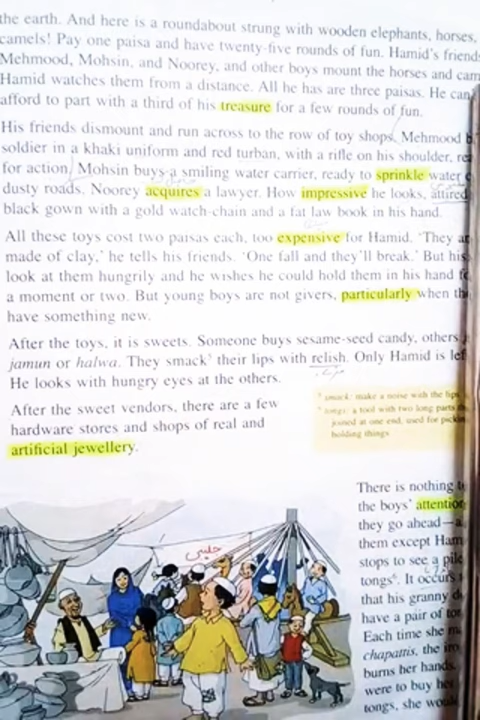 the earth. And here is a roundabout strung with wooden elephants, horses,
camels! Pay one paisa and have twenty-five rounds of fun. Hamid's friends
Mehmood, Mohsin, and Noorey, and other boys mount the horses and cam
Hamid watches them from a distance. All he has are three paisas. He can
afford to part with a third of his treasure for a few rounds of fun.
His friends dismount and run across to the row of toy shops. Mehmood b
soldier in a khaki uniform and red turban, with a rifle on his shoulder, re
for action. Mohsin buys a smiling water carrier, ready to sprinkle water
dusty roads. Noorey acquires a lawyer. How impressive he looks, attired
black gown with a gold watch-chain and a fat law book in his hand.
All these toys cost two paisas each, too expensive for Hamid. 'They ar
made of clay,' he tells his friends. 'One fall and they'll break.' But his
look at them hungrily and he wishes he could hold them in his hand f
a moment or two. But young boys are not givers, particularly when th
have something new.
After the toys, it is sweets. Someone buys sesame-seed candy, others
jamun or halwa. They smack⁵ their lips with relish. Only Hamid is lef
He looks with hungry eyes at the others.
After the sweet vendors, there are a few
hardware stores and shops of real and
artificial jewellery.
smack: make a noise with the lips
tongs: a tool with two long parts
joined at one end, used for pickin
holding things
There is nothing
the boys' attention
they go ahead—a
them except Ham
stops to see a pile
tongs⁶. It occurs
that his granny d
have a pair of ton
Each time she m
chapattis, the iro
burns her hands.
were to buy her
tongs, she woul
جلیبی